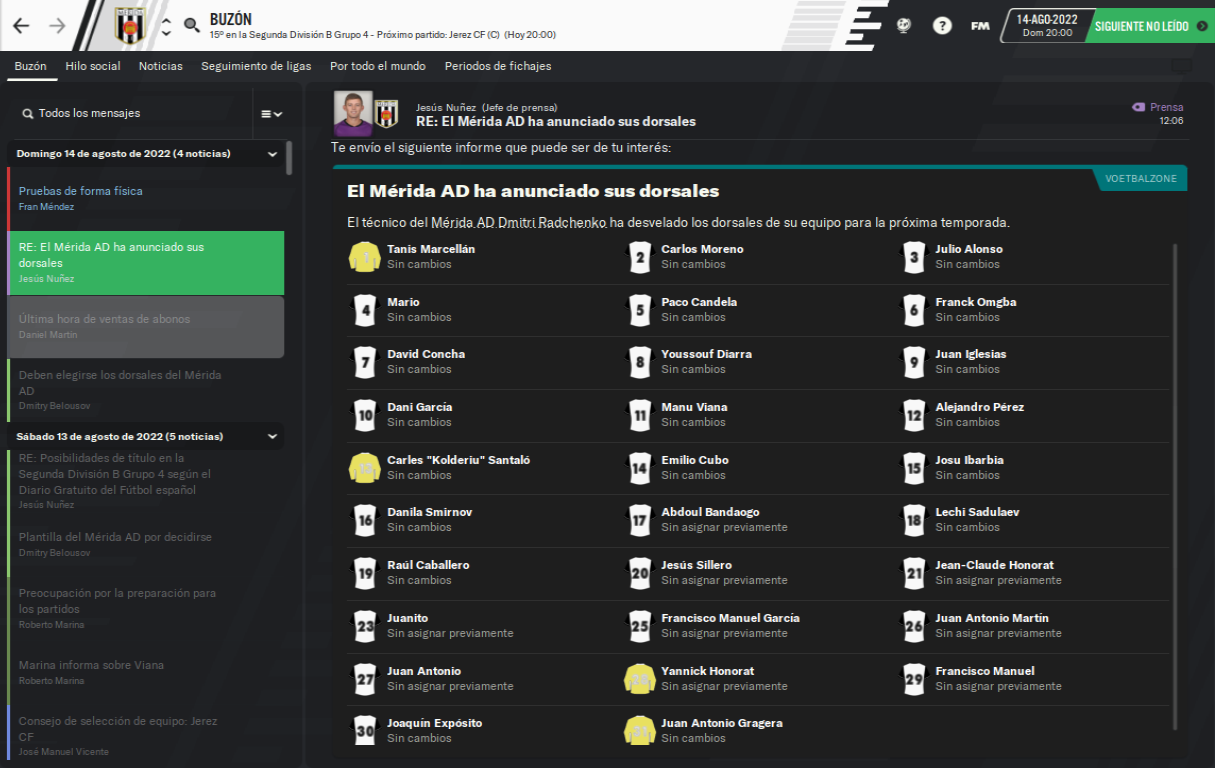 BUZÓN
15º en la Segunda División B Grupo 4 - Próximo partido: Jerez CF (C) (Hoy 20:00)
?
FM
14-AGO-2022
Dom 20:00
SIGUIENTE NO LEÍDO
Buzón
Hilo social
Noticias
Seguimiento de ligas
Por todo el mundo
Periodos de fichajes
Todos los mensajes
Domingo 14 de agosto de 2022 (4 noticias)
Pruebas de forma física
Fran Méndez
RE: El Mérida AD ha anunciado sus
dorsales
Jesús Nuñez
Última hora de ventas de abonos
Daniel Martín
Deben elegirse los dorsales del Mérida
AD
Dmitry Belousov
Sábado 13 de agosto de 2022 (5 noticias)
RE: Posibilidades de título en la
Segunda División B Grupo 4 según el
Diario Gratuito del Fútbol español
Jesús Nuñez
Plantilla del Mérida AD por decidirse
Dmitry Belousov
Preocupación por la preparación para
los partidos
Roberto Marina
Marina informa sobre Viana
Roberto Marina
Consejo de selección de equipo: Jerez
CF
José Manuel Vicente
Jesús Nuñez (Jefe de prensa)
RE: El Mérida AD ha anunciado sus dorsales
Prensa
12:06
Te envío el siguiente informe que puede ser de tu interés:
VOETBALZONE
El Mérida AD ha anunciado sus dorsales
El técnico del Mérida AD Dmitri Radchenko ha desvelado los dorsales de su equipo para la próxima temporada.
1 Tanis Marcellán
Sin cambios
2 Carlos Moreno
Sin cambios
3 Julio Alonso
Sin cambios
4 Mario
Sin cambios
5 Paco Candela
Sin cambios
6 Franck Omgba
Sin cambios
7 David Concha
Sin cambios
8 Youssouf Diarra
Sin cambios
9 Juan Iglesias
Sin cambios
10 Dani García
Sin cambios
11 Manu Viana
Sin cambios
12 Alejandro Pérez
Sin cambios
13 Carles "Kolderiu" Santaló
Sin cambios
14 Emilio Cubo
Sin cambios
15 Josu Ibarbia
Sin cambios
16 Danila Smirnov
Sin cambios
17 Abdoul Bandaogo
Sin asignar previamente
18 Lechi Sadulaev
Sin cambios
19 Raúl Caballero
Sin cambios
20 Jesús Sillero
Sin asignar previamente
21 Jean-Claude Honorat
Sin asignar previamente
23 Juanito
Sin asignar previamente
25 Francisco Manuel García
Sin asignar previamente
26 Juan Antonio Martín
Sin asignar previamente
27 Juan Antonio
Sin asignar previamente
28 Yannick Honorat
Sin asignar previamente
29 Francisco Manuel
Sin asignar previamente
30 Joaquín Expósito
Sin cambios
31 Juan Antonio Gragera
Sin cambios